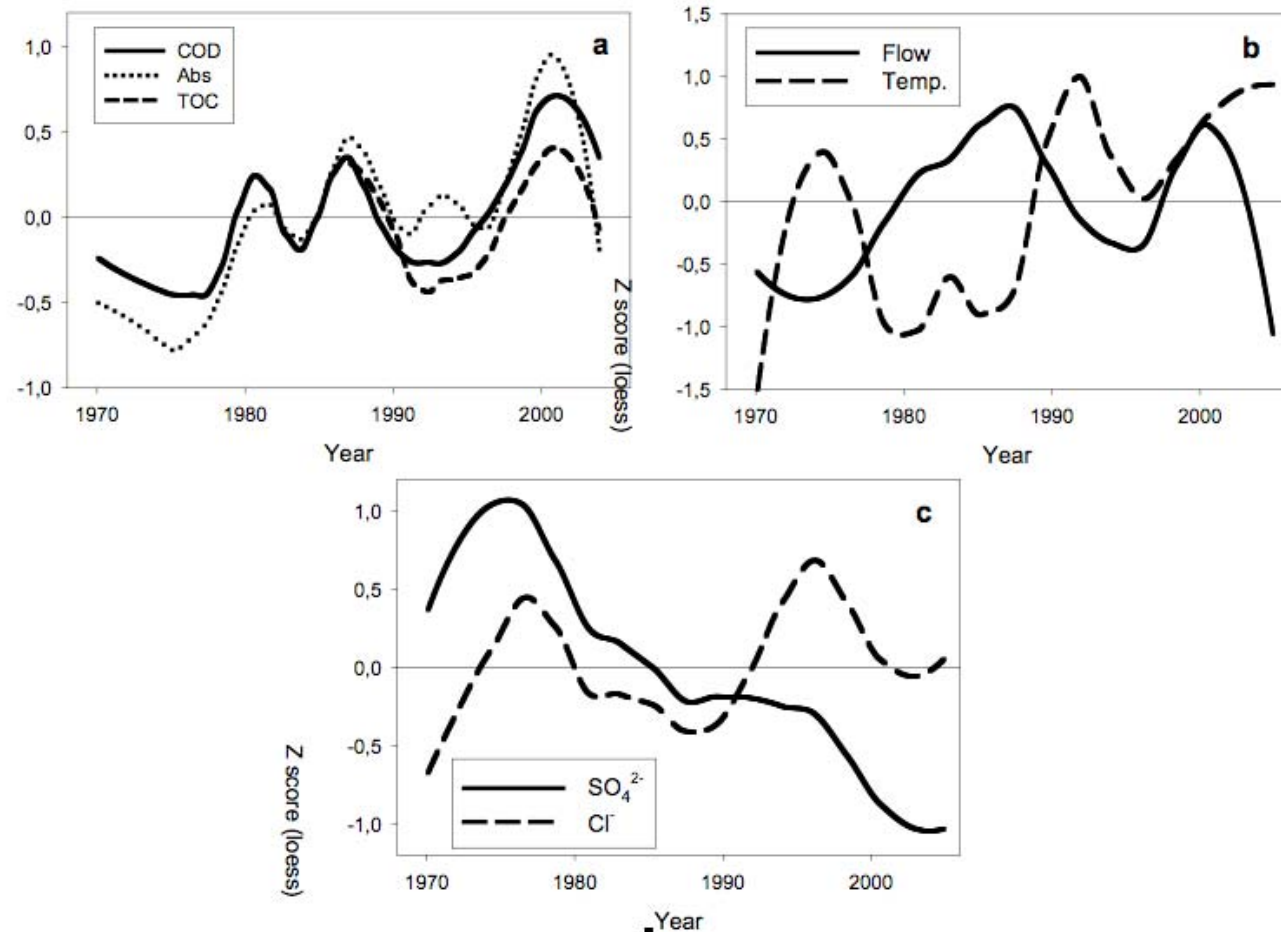 a
COD
Abs
TOC
1,0
0,5
0,0
-0,5
-1,0
1970 1980 1990 2000
Year
b
Flow
Temp.
Z score (loess)
1,5
1,0
0,5
0,0
-0,5
-1,0
-1,5
1970 1980 1990 2000
Year
c
1,0
0,5
0,0
-0,5
-1,0
Z score (loess)
SO₄²⁻
Cl⁻
1970 1980 1990 2000
Year